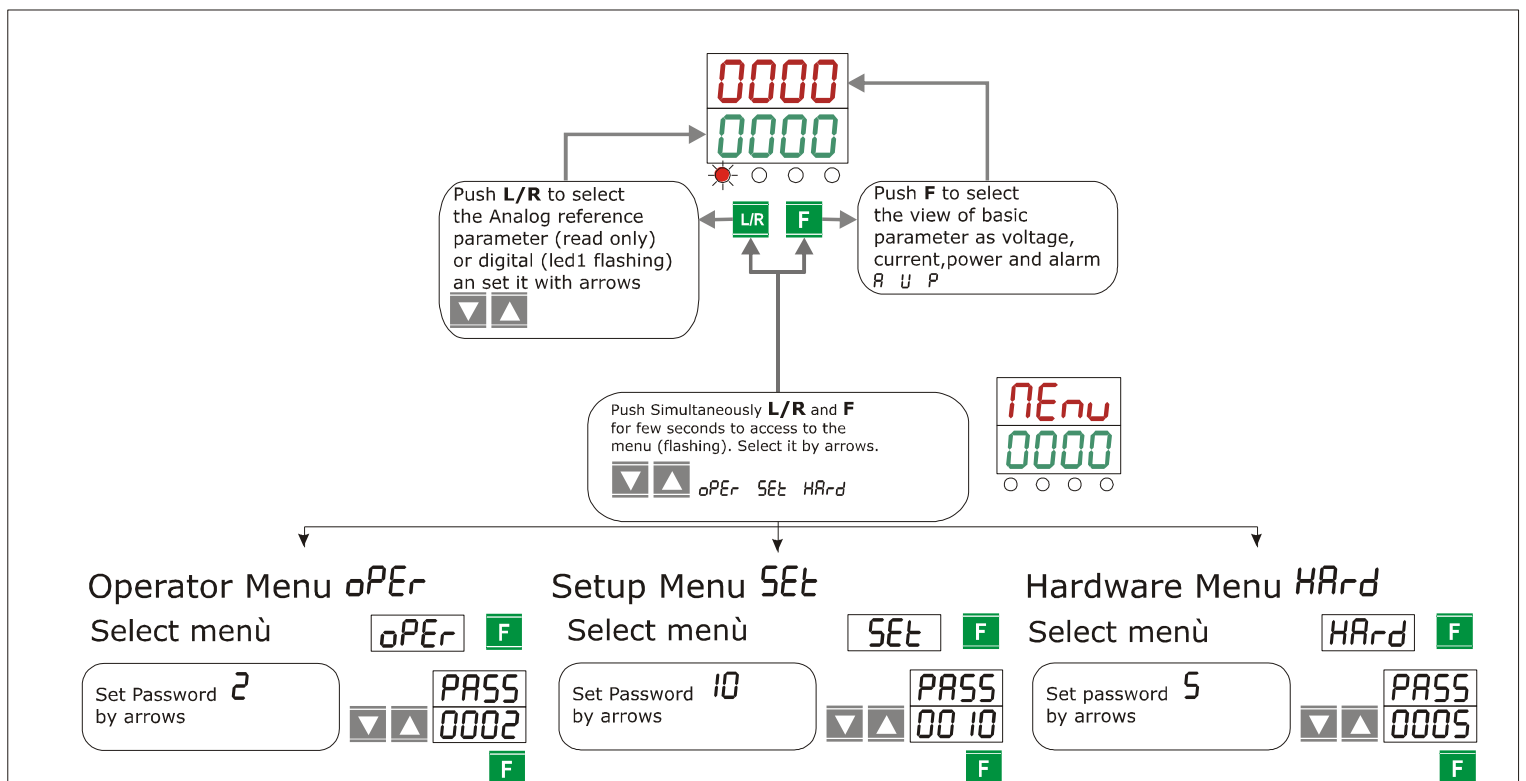 0000
0000
Push L/R to select
the Analog reference
parameter (read only)
or digital (led1 flashing)
an set it with arrows
L/R
F
Push F to select
the view of basic
parameter as voltage,
current,power and alarm
A U P
Push Simultaneously L/R and F
for few seconds to access to the
menu (flashing). Select it by arrows.
oPEr SEt HArd
MEnu
0000
Operator Menu oPEr
Select menù
oPEr
F
Set Password 2
by arrows
PASS
0002
F
Setup Menu SEt
Select menù
SEt
F
Set Password 10
by arrows
PASS
0010
F
Hardware Menu HArd
Select menù
HArd
F
Set password 5
by arrows
PASS
0005
F